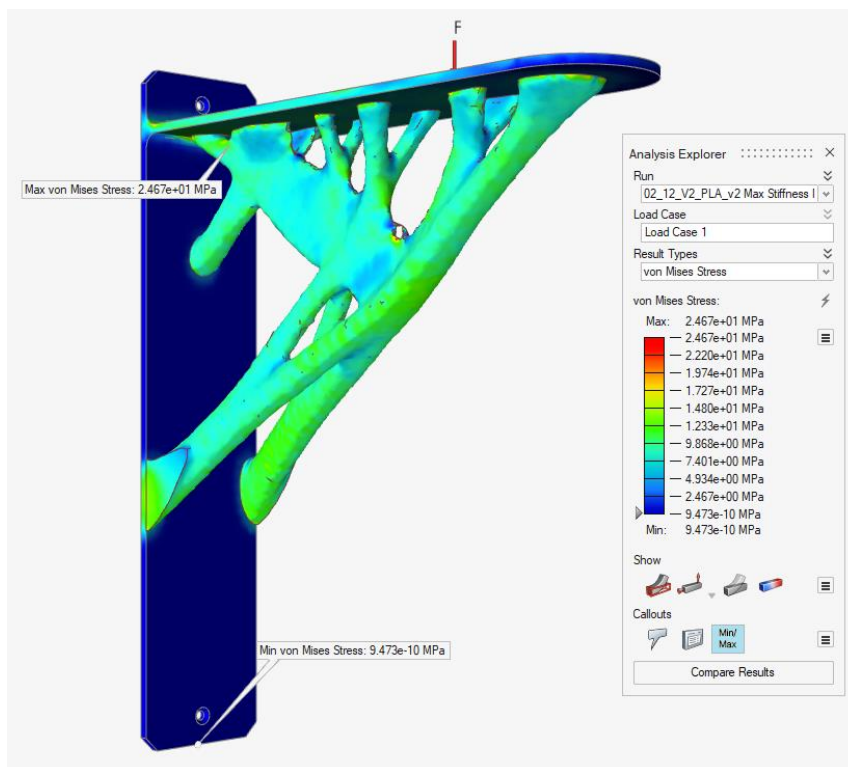 F
Max von Mises Stress: 2.467e+01 MPa
Min von Mises Stress: 9.473e-10 MPa
Analysis Explorer
Run
02_12_V2_PLA_v2 Max Stiffness
Load Case
Load Case 1
Result Types
von Mises Stress
von Mises Stress:
Max: 2.467e+01 MPa
2.467e+01 MPa
2.220e+01 MPa
1.974e+01 MPa
1.727e+01 MPa
1.480e+01 MPa
1.233e+01 MPa
9.868e+00 MPa
7.401e+00 MPa
4.934e+00 MPa
2.467e+00 MPa
9.473e-10 MPa
Min: 9.473e-10 MPa
Show
Callouts
Min/
Max
Compare Results